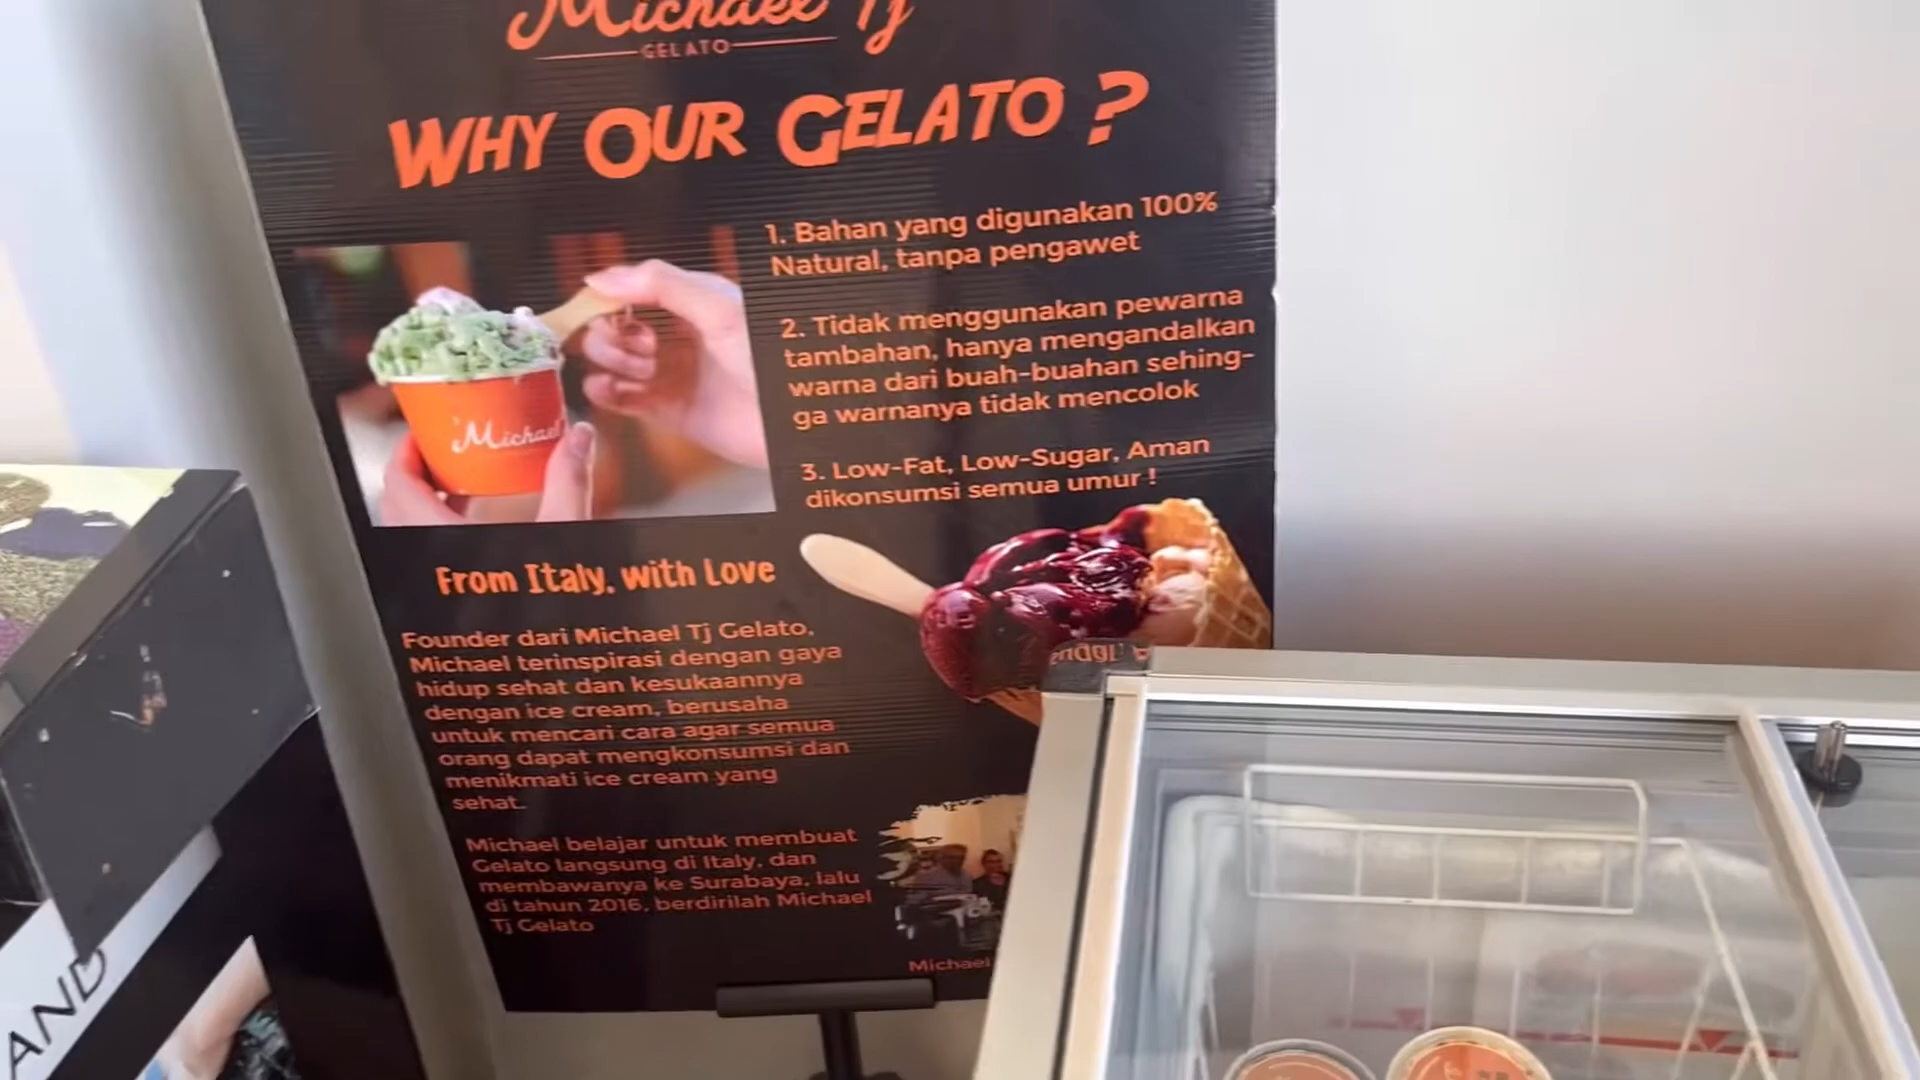 Michael Tj
GELATO
WHY OUR GELATO ?
1. Bahan yang digunakan 100%
Natural, tanpa pengawet
2. Tidak menggunakan pewarna
tambahan, hanya mengandalkan
warna dari buah-buahan sehing-
ga warnanya tidak mencolok
3. Low-Fat, Low-Sugar, Aman
dikonsumsi semua umur !
Michael
From Italy, with Love
Founder dari Michael Tj Gelato,
Michael terinspirasi dengan gaya
hidup sehat dan kesukaannya
dengan ice cream, berusaha
untuk mencari cara agar semua
orang dapat mengkonsumsi dan
menikmati ice cream yang
sehat.
Michael belajar untuk membuat
Gelato langsung di Italy, dan
membawanya ke Surabaya, lalu
di tahun 2016, berdirilah Michael
Tj Gelato
Michael
AND